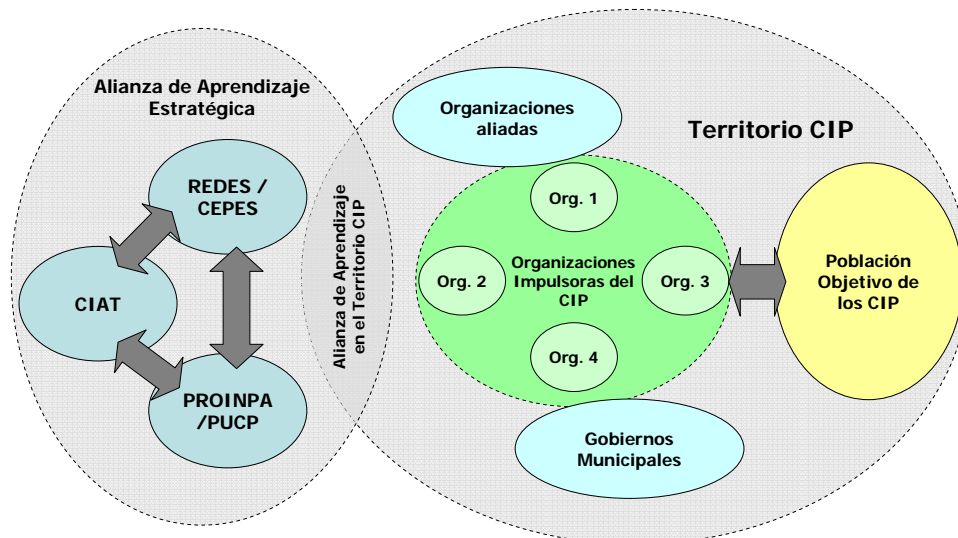 Alianza de Aprendizaje
Estratégica
REDES /
CEPES
CIAT
PROINPA
/PUCP
Alianza de Aprendizaje
en el Territorio CIP
Organizaciones
aliadas
Territorio CIP
Org. 1
Org. 2
Organizaciones
Impulsoras del
CIP
Org. 3
Org. 4
Población
Objetivo de
los CIP
Gobiernos
Municipales